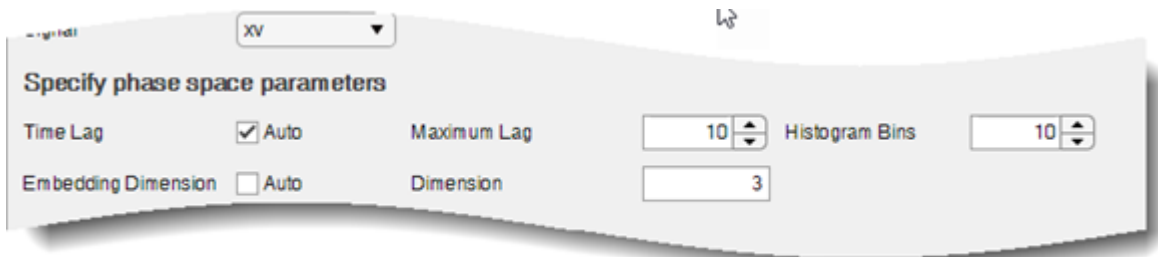 Signal xv
Specify phase space parameters
Time Lag Auto Maximum Lag 10 Histogram Bins 10
Embedding Dimension Auto Dimension 3